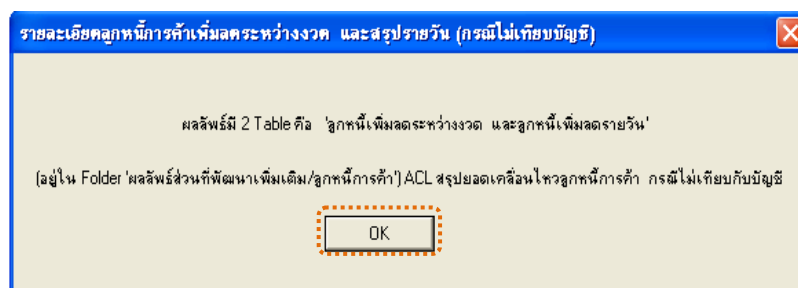 รายละเอียดลูกหนี้การค้าเพิ่มลดระหว่างงวด และสรุปรายวัน (กรณีไม่เทียบบัญชี)
ผลลัพธ์มี 2 Table คือ 'ลูกหนี้เพิ่มลดระหว่างงวด และลูกหนี้เพิ่มลดรายวัน'
(อยู่ใน Folder 'ผลลัพธ์ส่วนที่พัฒนาเพิ่มเติม/ลูกหนี้การค้า') ACL สรุปยอดเคลื่อนไหวลูกหนี้การค้า กรณีไม่เทียบกับบัญชี
OK